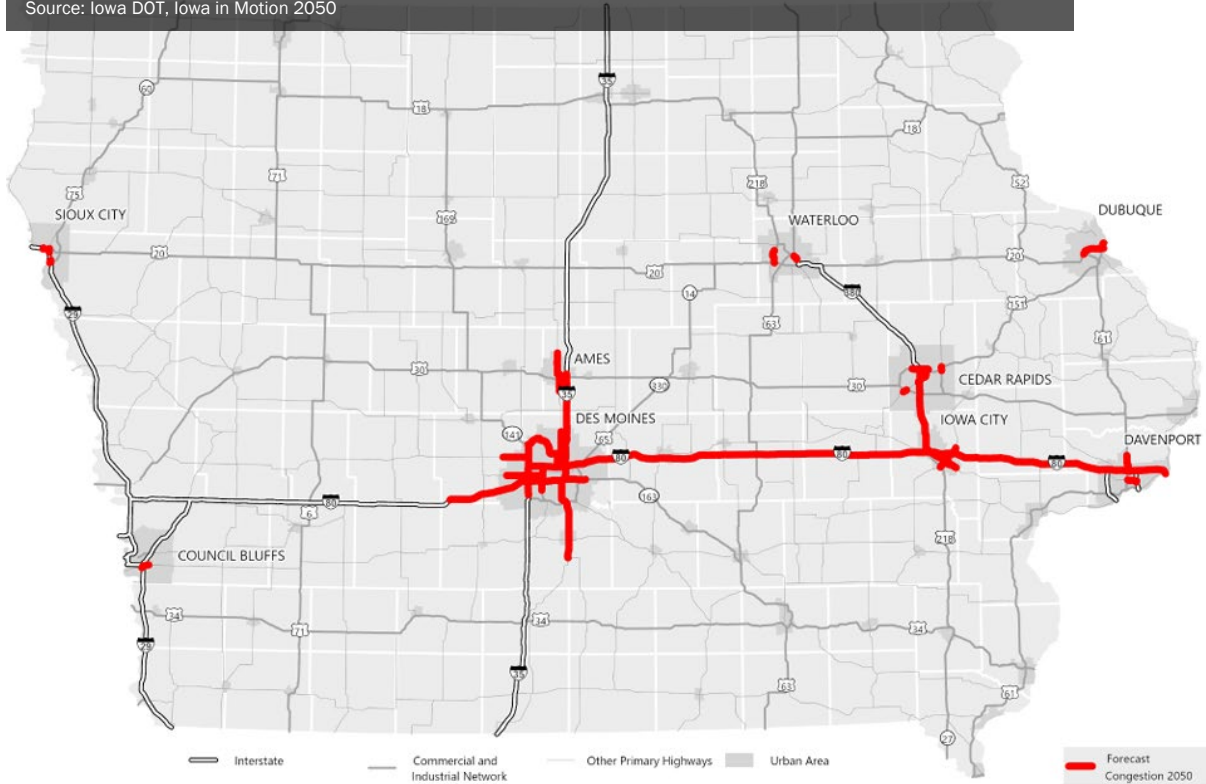 Source: Iowa DOT, Iowa in Motion 2050
35
60
18
71
18
218
52
75
SIOUX CITY
169
WATERLOO
DUBUQUE
20
20
20
14
380
29
63
151
61
AMES
30
330
30
CEDAR RAPIDS
35
DES MOINES
IOWA CITY
141
65
DAVENPORT
80
80
80
80
6
163
218
COUNCIL BLUFFS
34
71
34
34
29
35
63
61
27
Interstate
Commercial and
Industrial Network
Other Primary Highways
Urban Area
Forecast
Congestion 2050